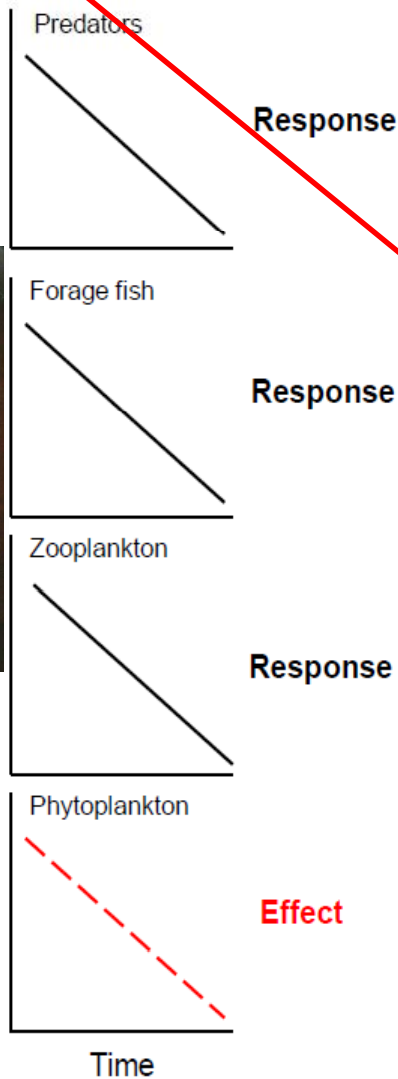 Predators
Response
Forage fish
Response
Zooplankton
Response
Phytoplankton
Effect
Time